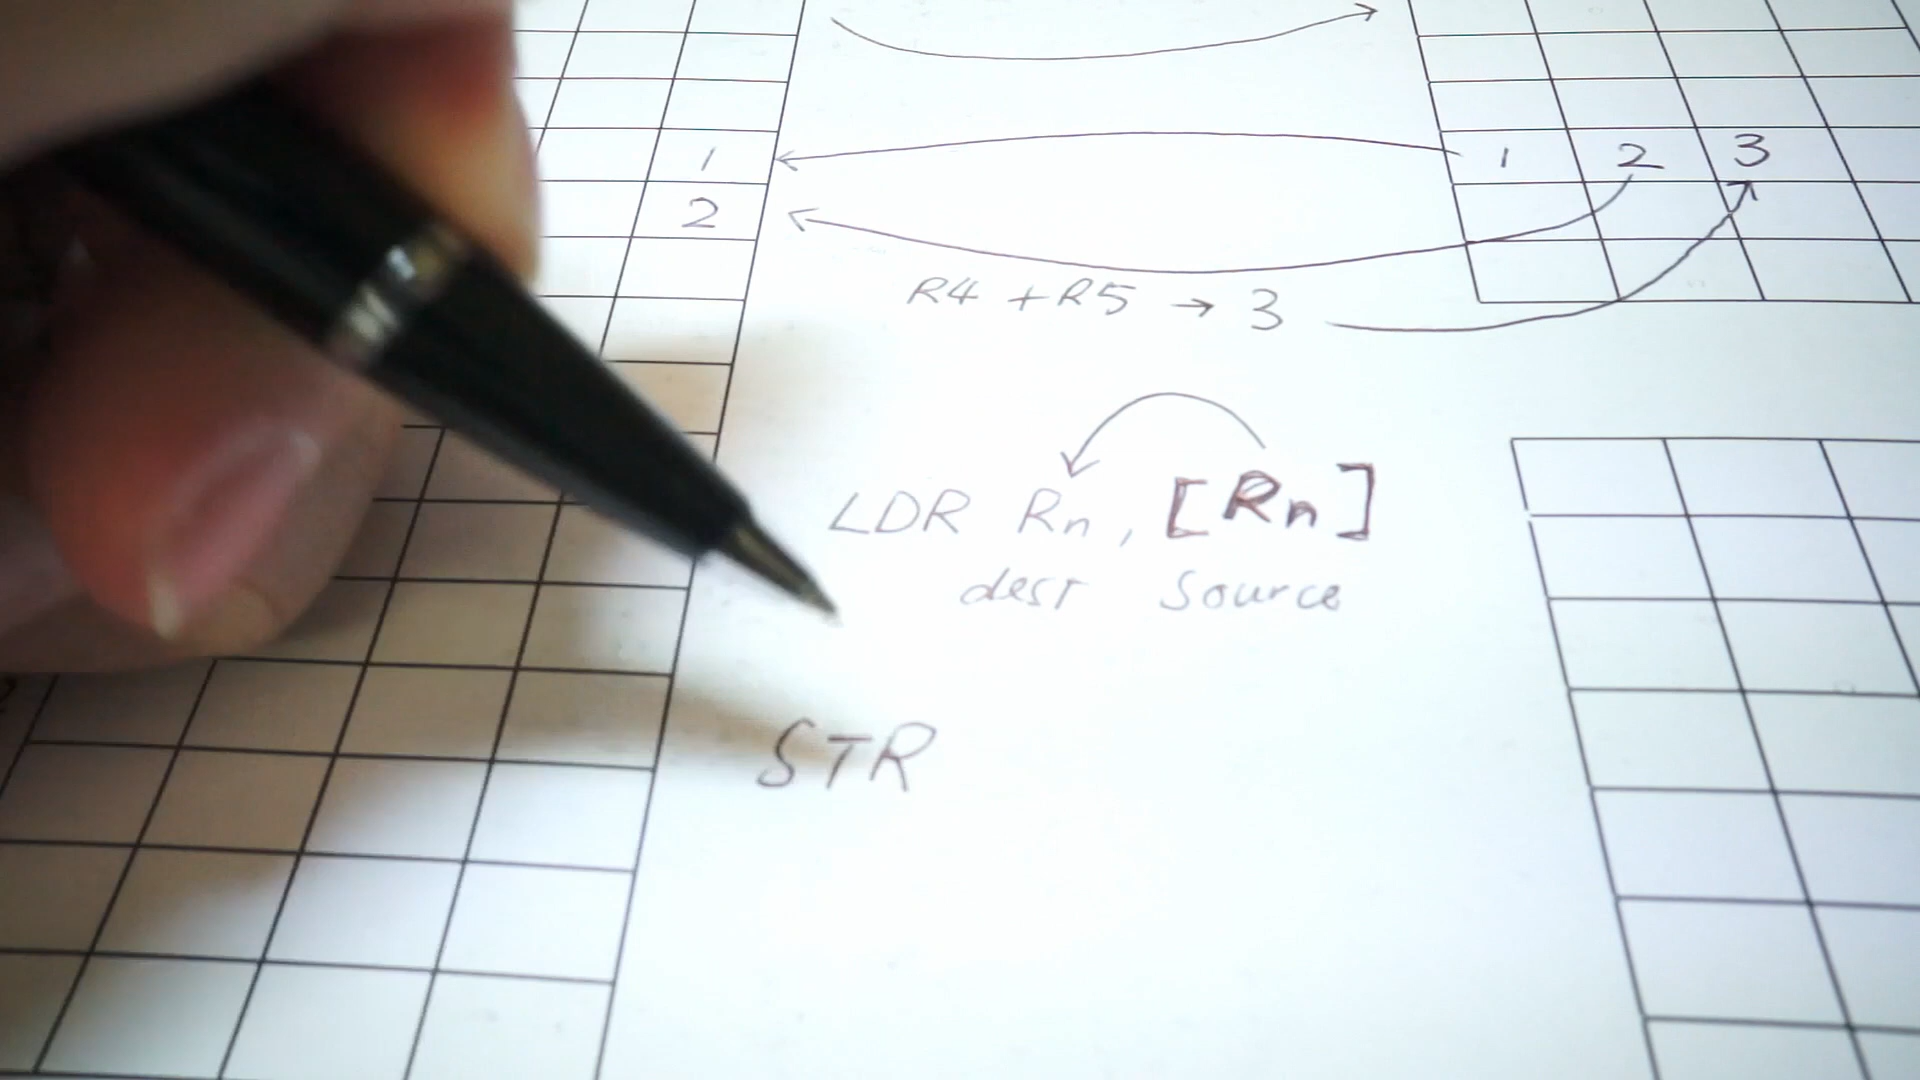 1 1 2 3
2
R4 + R5 → 3
LDR Rn, [Rn]
dest Source
STR